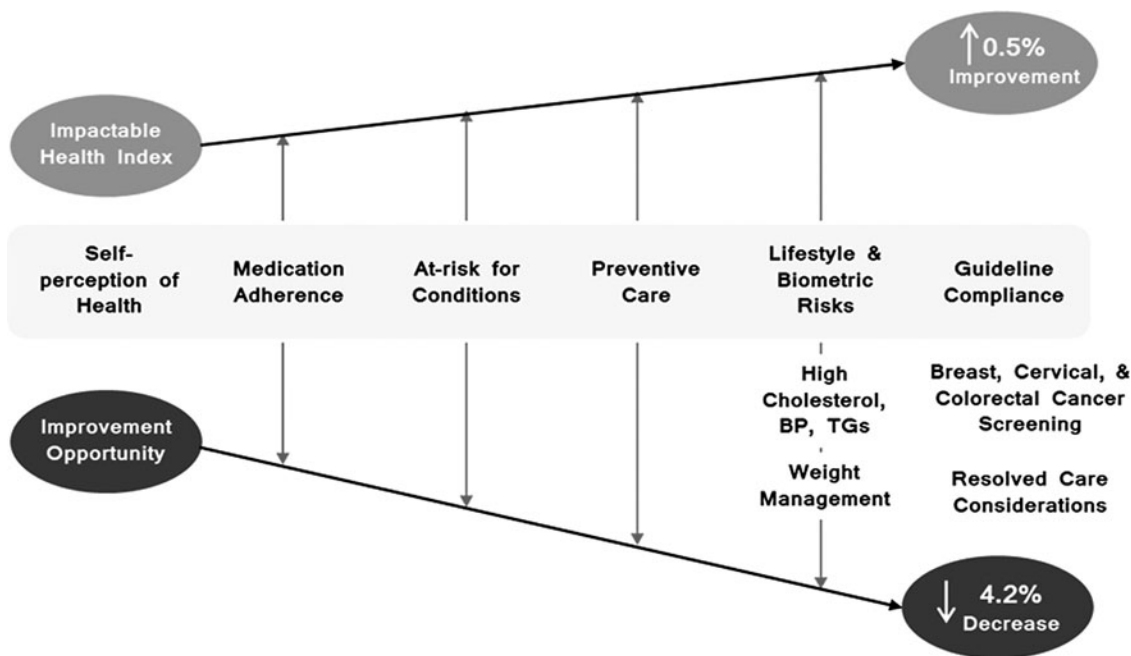 ↑ 0.5%
Improvement
Impactable
Health Index
Self-
perception of
Health
Medication
Adherence
At-risk for
Conditions
Preventive
Care
Lifestyle &
Biometric
Risks
Guideline
Compliance
High
Cholesterol,
BP, TGs
Weight
Management
Breast, Cervical, &
Colorectal Cancer
Screening
Resolved Care
Considerations
Improvement
Opportunity
↓ 4.2%
Decrease